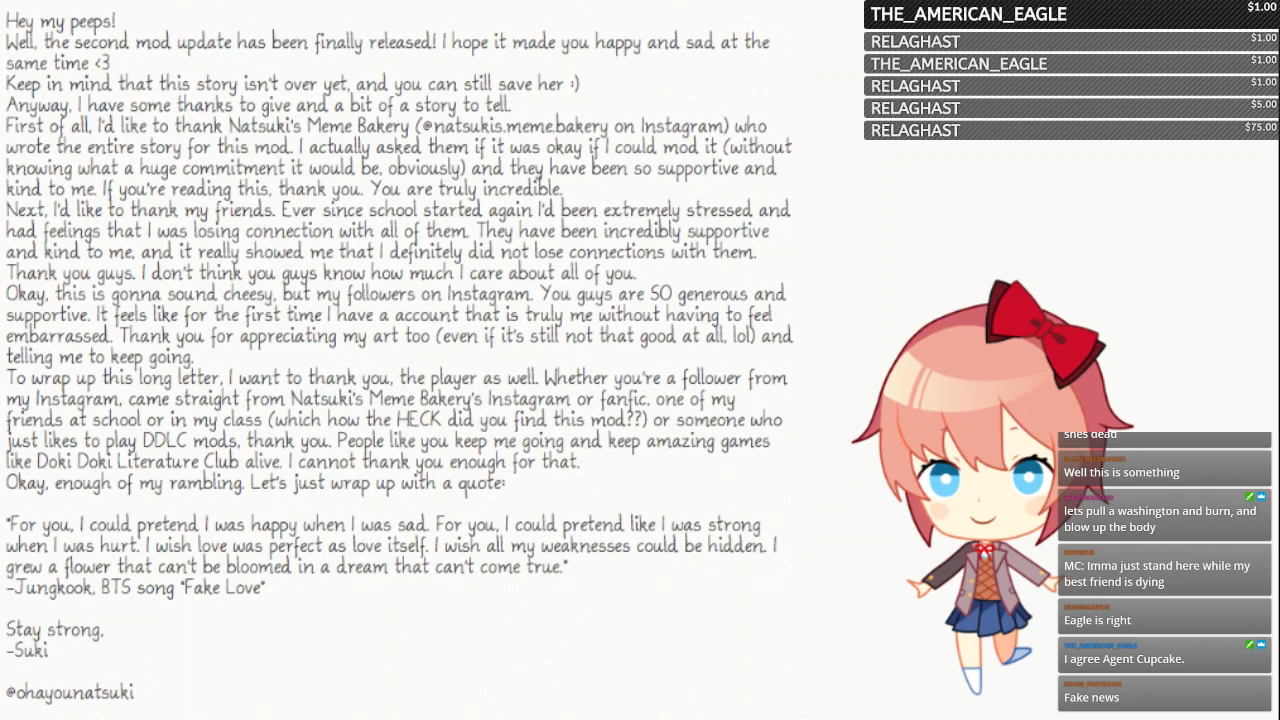 Hey my peeps!
Well, the second mod update has been finally released! I hope it made you happy and sad at the
same time <3
Keep in mind that this story isn't over yet, and you can still save her :)
Anyway, I have some thanks to give and a bit of a story to tell.
First of all, I'd like to thank Natsuki's Meme Bakery (@natsukis.meme.bakery on Instagram) who
wrote the entire story for this mod. I actually asked them if it was okay if I could mod it (without
knowing what a huge commitment it would be, obviously) and they have been so supportive and
kind to me. If you're reading this, thank you. You are truly incredible.
Next, I'd like to thank my friends. Ever since school started again I'd been extremely stressed and
had feelings that I was losing connection with all of them. They have been incredibly supportive
and kind to me, and it really showed me that I definitely did not lose connections with them.
Thank you guys. I don't think you guys know how much I care about all of you.
Okay, this is gonna sound cheesy, but my followers on Instagram. You guys are SO generous and
supportive. It feels like for the first time I have a account that is truly me without having to feel
embarrassed. Thank you for appreciating my art too (even if it's still not that good at all, lol) and
telling me to keep going.
To wrap up this long letter, I want to thank you, the player as well. Whether you're a follower from
my Instagram, came straight from Natsuki's Meme Bakery's Instagram or fanfic, one of my
friends at school or in my class (which how the HECK did you find this mod??) or someone who
just likes to play DDLC mods, thank you. People like you keep me going and keep amazing games
like Doki Doki Literature Club alive. I cannot thank you enough for that.
Okay, enough of my rambling. Let's just wrap up with a quote:
"For you, I could pretend I was happy when I was sad. For you, I could pretend like I was strong
when I was hurt. I wish love was perfect as love itself. I wish all my weaknesses could be hidden. I
grew a flower that can't be bloomed in a dream that can't come true."
-Jungkook, BTS song "Fake Love"
Stay strong,
-Suki
@ohayounatsuki
THE_AMERICAN_EAGLE $1.00
RELAGHAST $1.00
THE_AMERICAN_EAGLE $1.00
RELAGHAST $1.00
RELAGHAST $5.00
RELAGHAST $75.00
shes dead
Well this is something
lets pull a washington and burn, and
blow up the body
MC: Imma just stand here while my
best friend is dying
Eagle is right
THE_AMERICAN_EAGLE
I agree Agent Cupcake.
Fake news